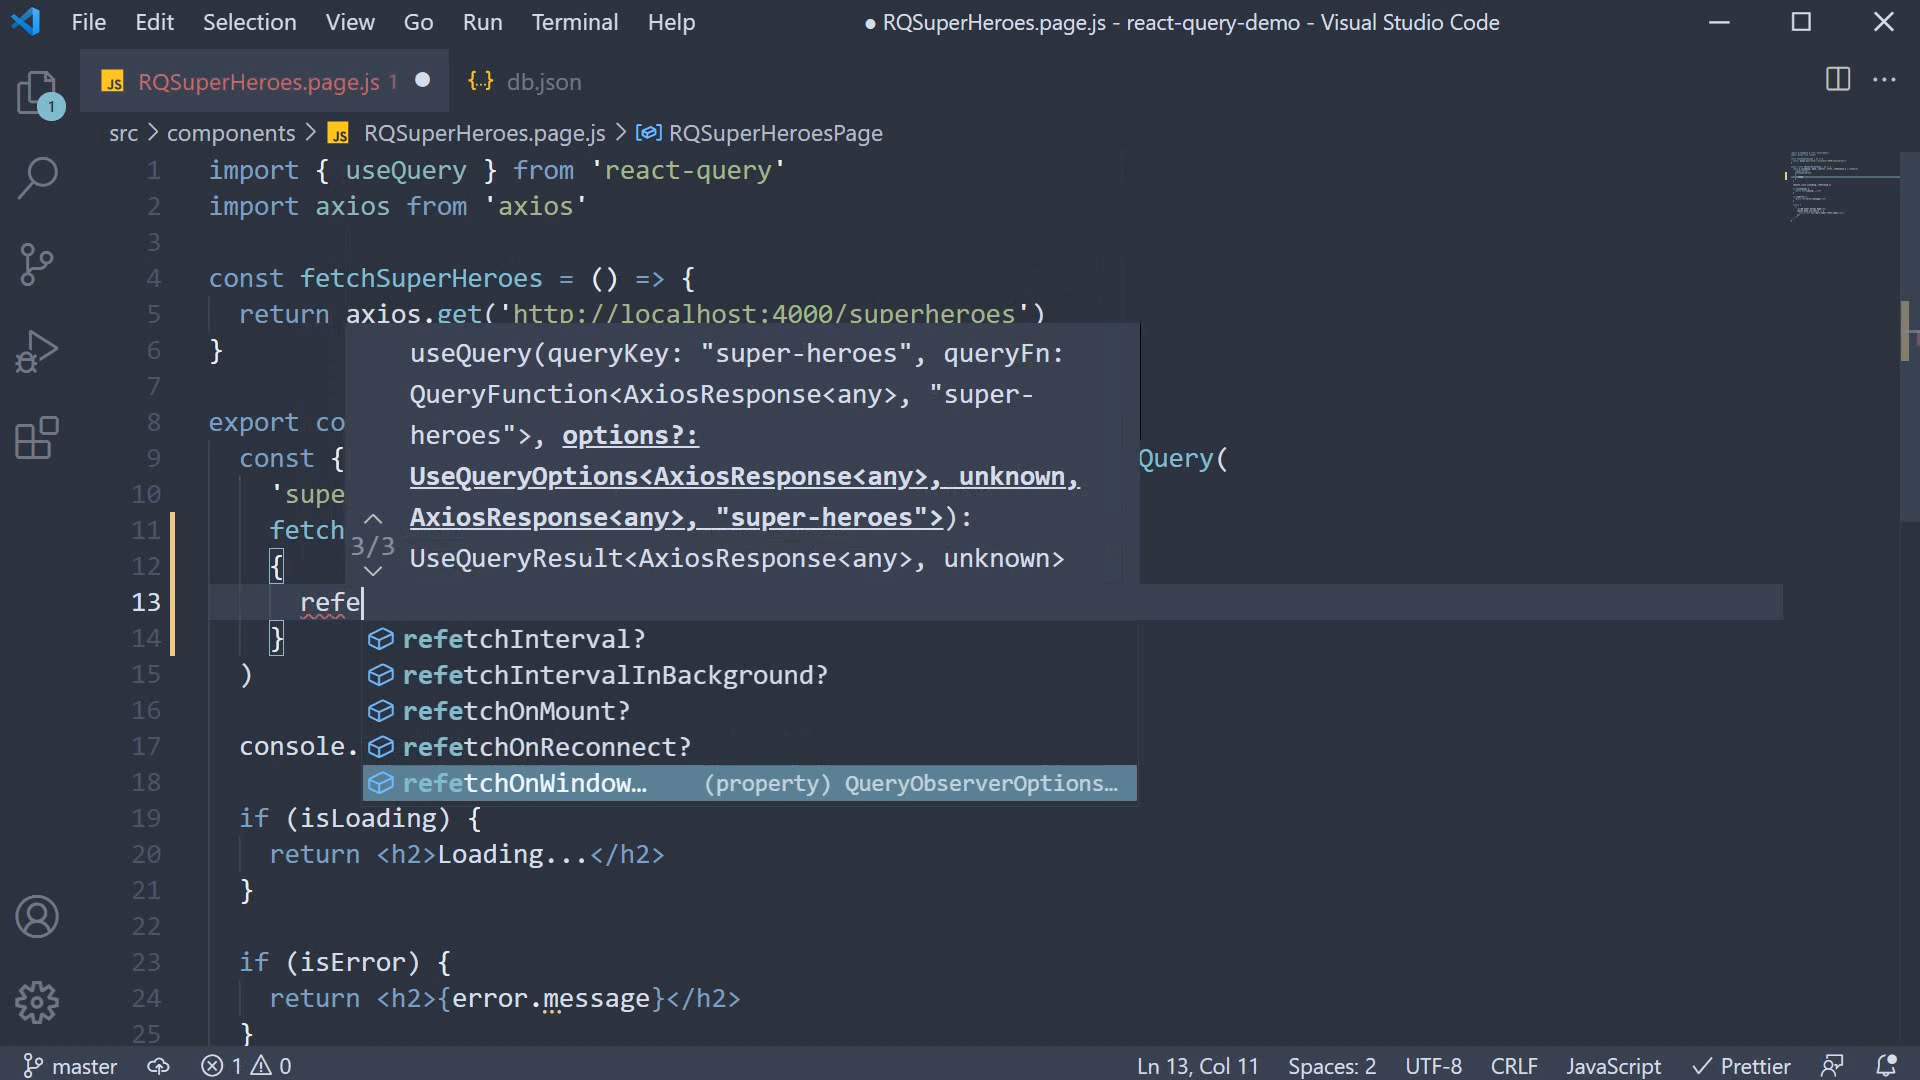 File Edit Selection View Go Run Terminal Help ● RQSuperHeroes.page.js - react-query-demo - Visual Studio Code
JS RQSuperHeroes.page.js 1 ● {..} db.json ...
1
src > components > JS RQSuperHeroes.page.js > RQSuperHeroesPage
1 import { useQuery } from 'react-query'
2 import axios from 'axios'
3
4 const fetchSuperHeroes = () => {
5 return axios.get('http://localhost:4000/superheroes')
6 }
useQuery(queryKey: "super-heroes", queryFn:
7
QueryFunction<AxiosResponse<any>, "super-
8 export co
heroes">, options?:
9 const { Query(
UseQueryOptions<AxiosResponse<any>, unknown,
10 'supe
AxiosResponse<any>, "super-heroes">):
11 fetch
3/3
UseQueryResult<AxiosResponse<any>, unknown>
12 {
13 refe
14 }
refetchInterval?
15 )
refetchIntervalInBackground?
16
refetchOnMount?
17 console.
refetchOnReconnect?
18
refetchOnWindow… (property) QueryObserverOptions…
19 if (isLoading) {
20 return <h2>Loading...</h2>
21 }
22
23 if (isError) {
24 return <h2>{error.message}</h2>
25 }
master 1 0 Ln 13, Col 11 Spaces: 2 UTF-8 CRLF JavaScript ✓ Prettier